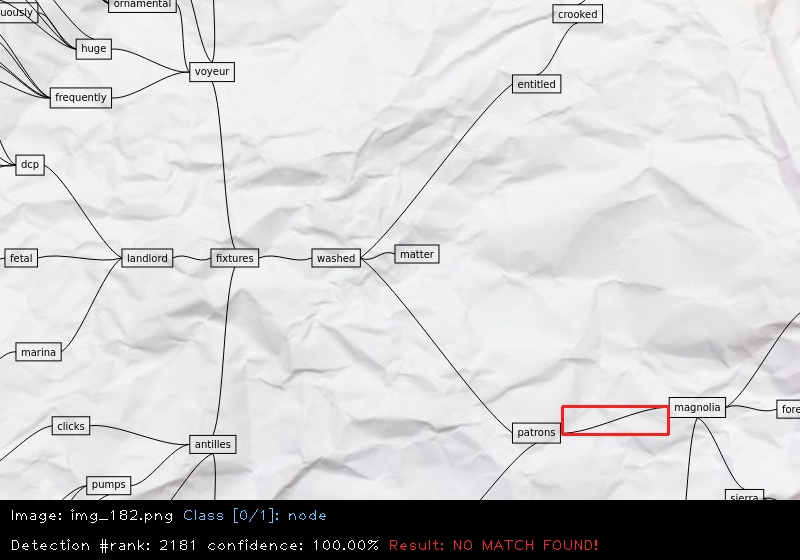 ornamental
uously
crooked
huge
voyeur
entitled
frequently
dcp
matter
fetal
landlord
fixtures
washed
marina
magnolia
fore
clicks
patrons
antilles
pumps
sierra
Image: img_182.png Class [0/1]: node
Detection #rank: 2181 confidence: 100.00% Result: NO MATCH FOUND!